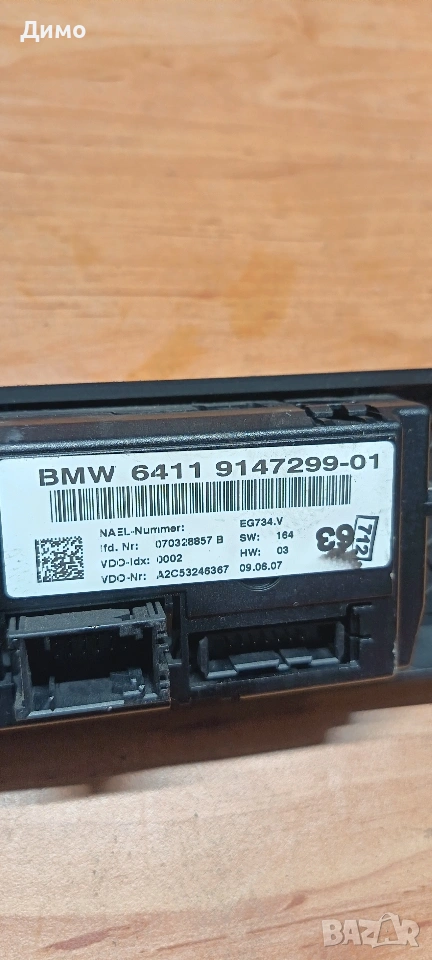 Димо
BMW 6411 9147299-01
NAEL-Nummer: EG734.V
lfd. Nr: 070328857 B SW: 164
VDO-Idx: 0002 HW: 03
VDO-Nr: A2C53246367 09.06.07
63
712
BAZAR